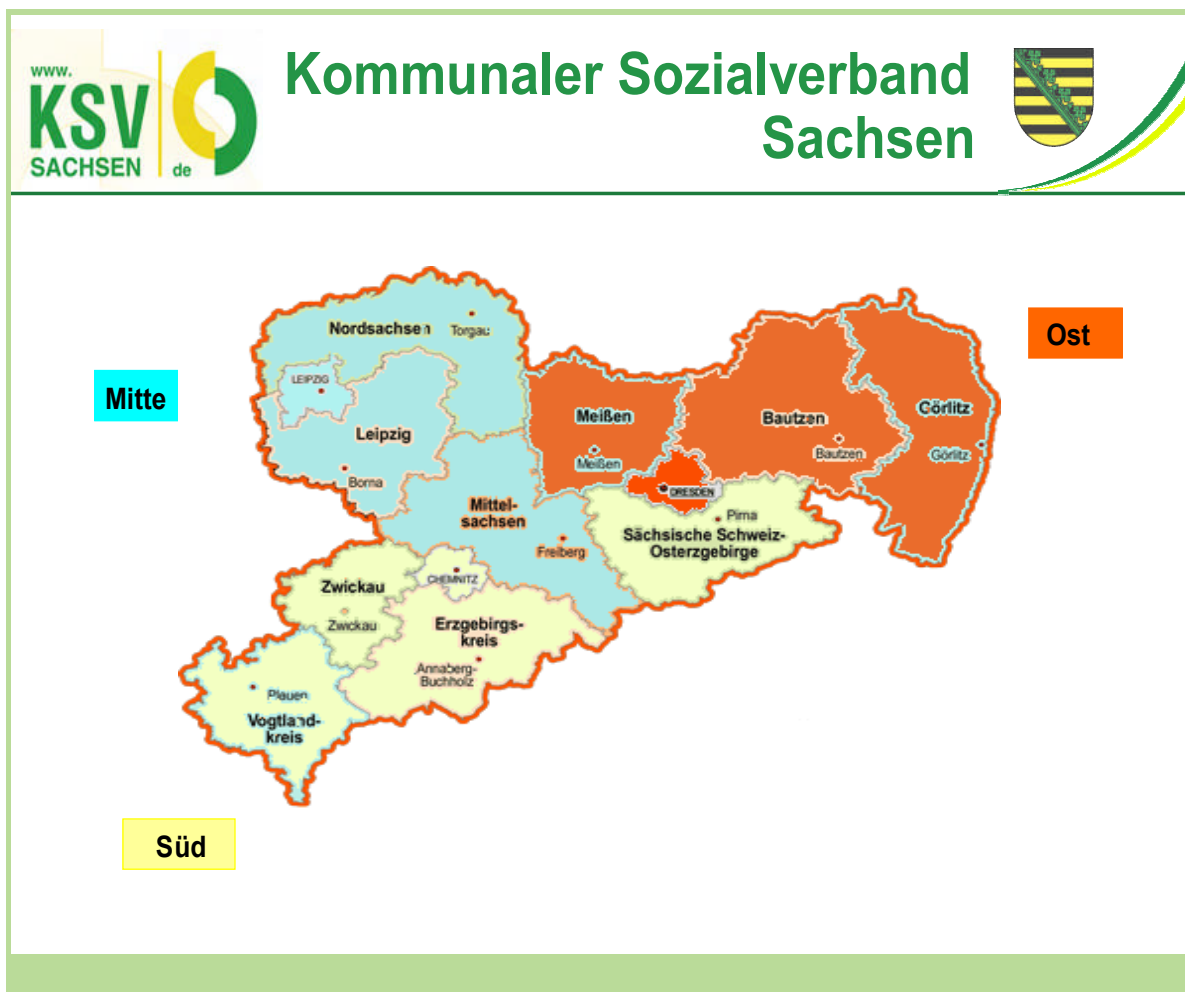 www.
KSV
SACHSEN de
Kommunaler Sozialverband
Sachsen
Ost
Mitte
Süd
Nordsachsen
Torgau
LEIPZIG
Leipzig
Borna
Meißen
Meißen
Bautzen
Bautzen
Görlitz
Görlitz
DRESDEN
Mittel-
sachsen
Freiberg
Pirna
Sächsische Schweiz-
Osterzgebirge
Zwickau
Zwickau
CHEMNITZ
Erzgebirgs-
kreis
Annaberg-
Buchholz
Plauen
Vogtland-
kreis